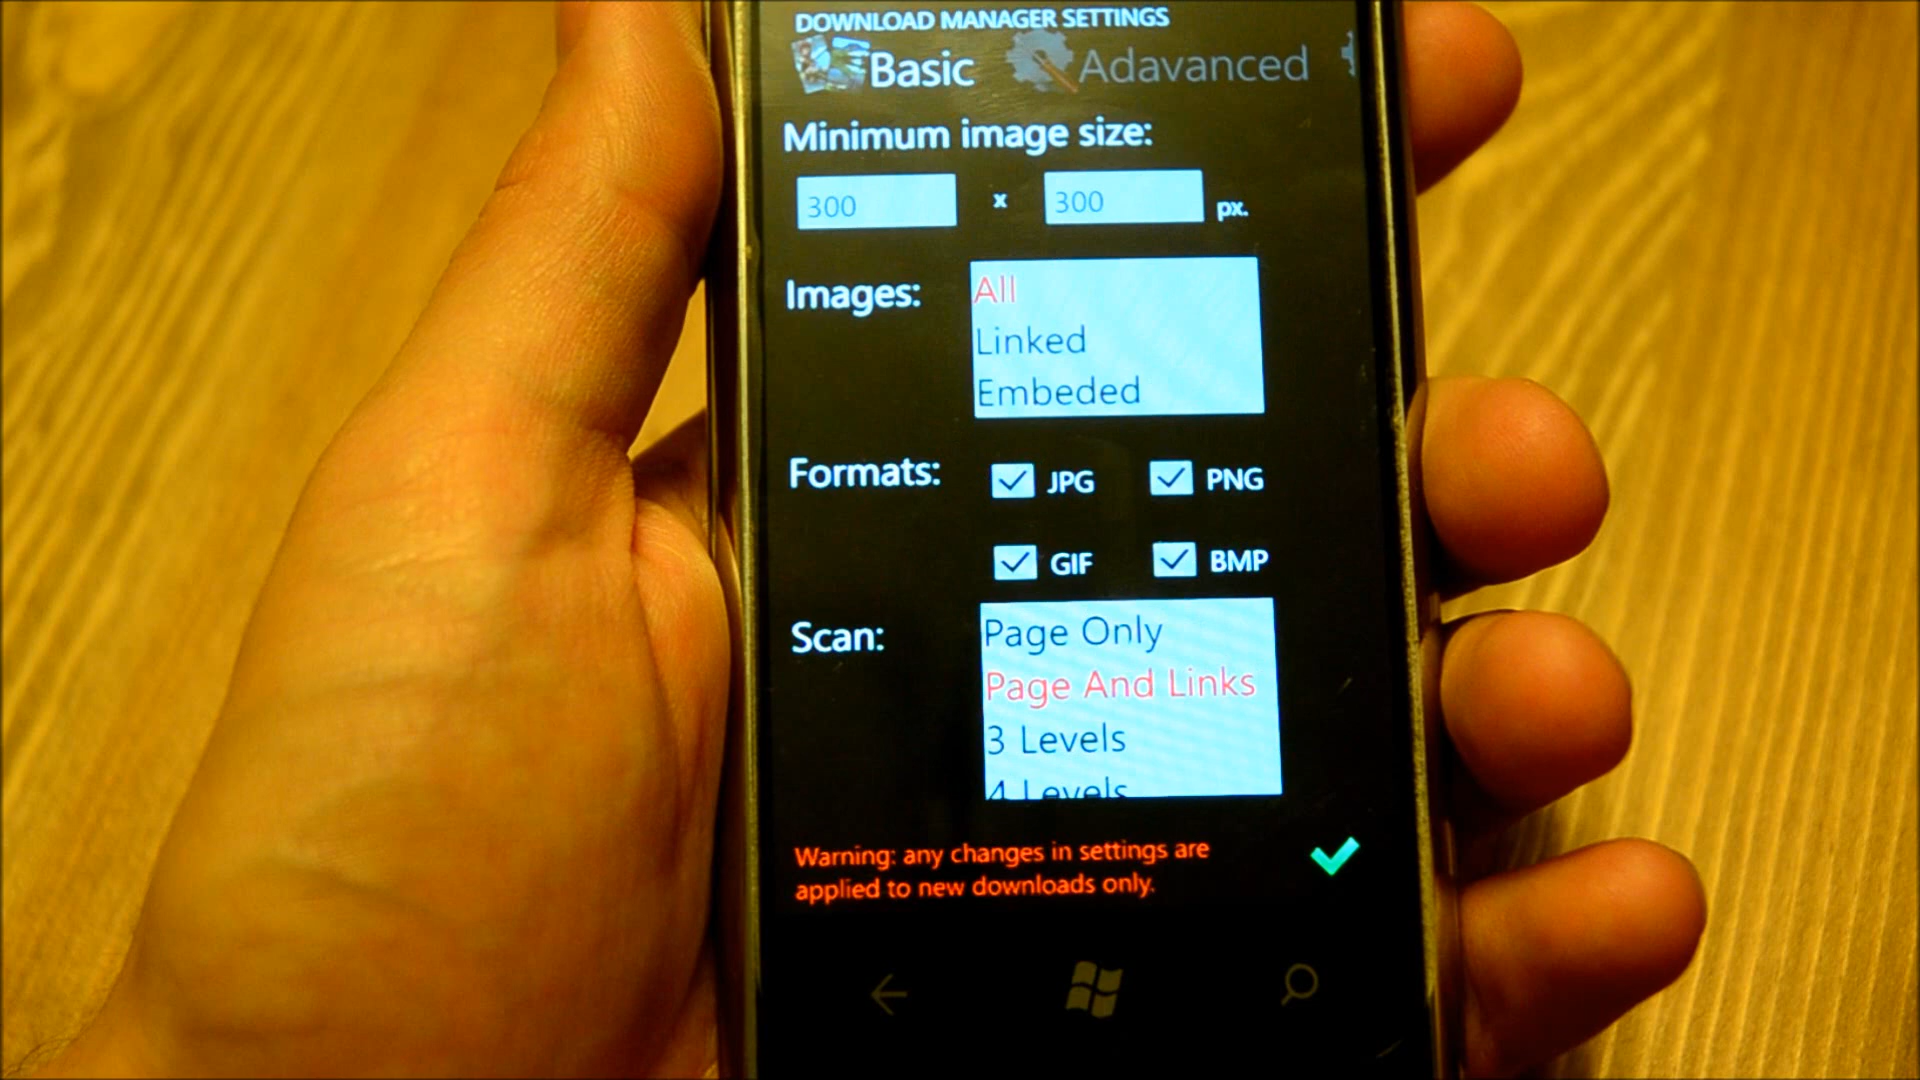 DOWNLOAD MANAGER SETTINGS
Basic Adavanced
Minimum image size:
300 x 300 px.
Images: All
Linked
Embeded
Formats: JPG PNG
GIF BMP
Scan: Page Only
Page And Links
3 Levels
4 Levels
Warning: any changes in settings are
applied to new downloads only.